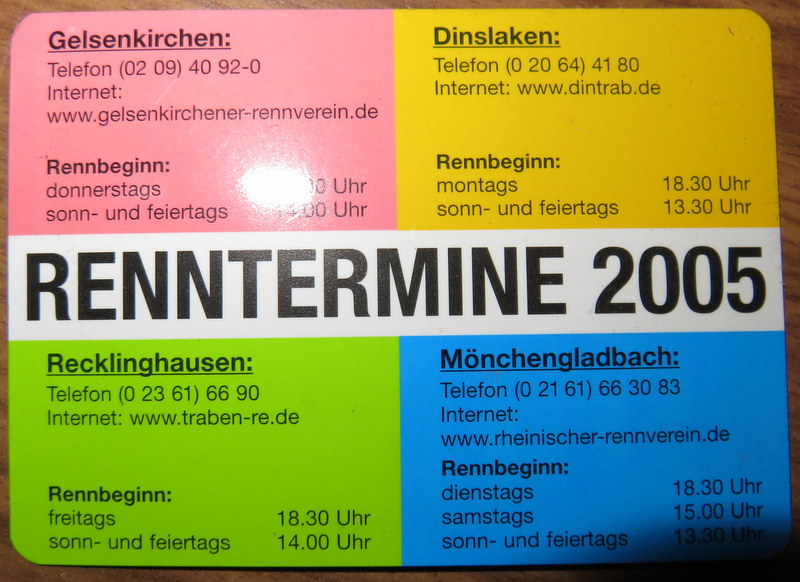 Gelsenkirchen:
Telefon (02 09) 40 92-0
Internet:
www.gelsenkirchener-rennverein.de
Rennbeginn:
donnerstags Uhr
sonn- und feiertags 14.00 Uhr
Dinslaken:
Telefon (0 20 64) 41 80
Internet: www.dintrab.de
Rennbeginn:
montags 18.30 Uhr
sonn- und feiertags 13.30 Uhr
RENNTERMINE 2005
Recklinghausen:
Telefon (0 23 61) 66 90
Internet: www.traben-re.de
Rennbeginn:
freitags 18.30 Uhr
sonn- und feiertags 14.00 Uhr
Mönchengladbach:
Telefon (0 21 61) 66 30 83
Internet:
www.rheinischer-rennverein.de
Rennbeginn:
dienstags 18.30 Uhr
samstags 15.00 Uhr
sonn- und feiertags 13.30 Uhr